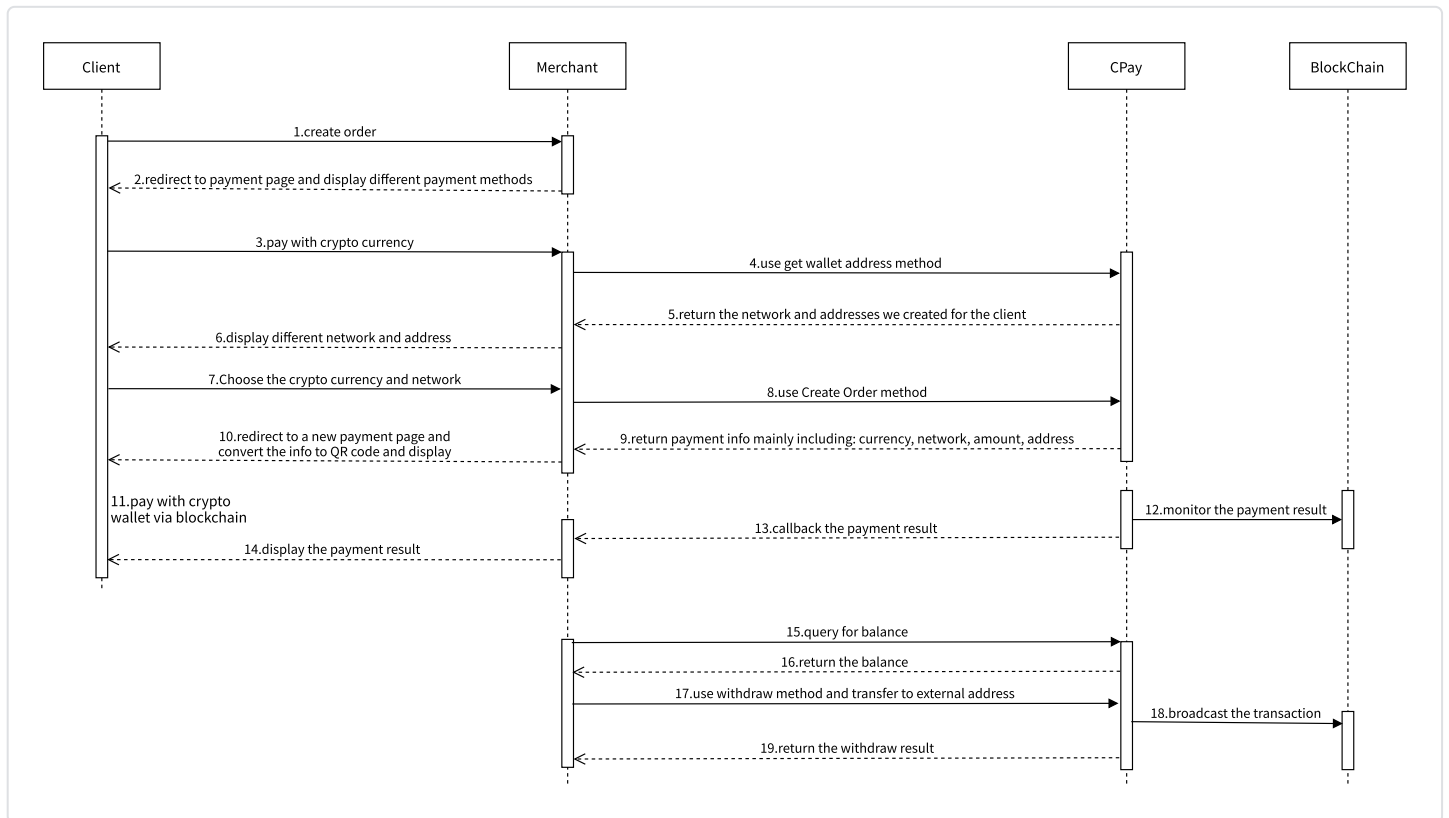 Client
Merchant
CPay
BlockChain
1.create order
2.redirect to payment page and display different payment methods
3.pay with crypto currency
4.use get wallet address method
5.return the network and addresses we created for the client
6.display different network and address
7.Choose the crypto currency and network
8.use Create Order method
9.return payment info mainly including: currency, network, amount, address
10.redirect to a new payment page and
convert the info to QR code and display
11.pay with crypto
wallet via blockchain
12.monitor the payment result
13.callback the payment result
14.display the payment result
15.query for balance
16.return the balance
17.use withdraw method and transfer to external address
18.broadcast the transaction
19.return the withdraw result